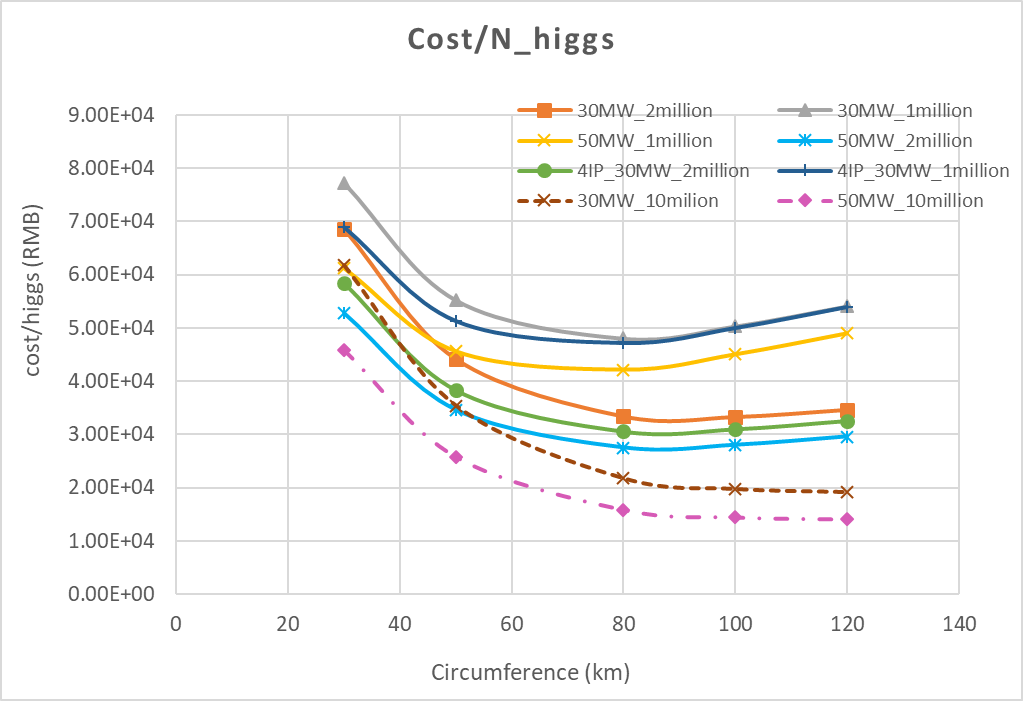 Cost/N_higgs
9.00E+04
8.00E+04
7.00E+04
6.00E+04
5.00E+04
4.00E+04
3.00E+04
2.00E+04
1.00E+04
0.00E+00
cost/higgs (RMB)
30MW_2million 30MW_1million
50MW_1million 50MW_2million
4IP_30MW_2million 4IP_30MW_1million
30MW_10milion 50MW_10million
0 20 40 60 80 100 120 140
Circumference (km)